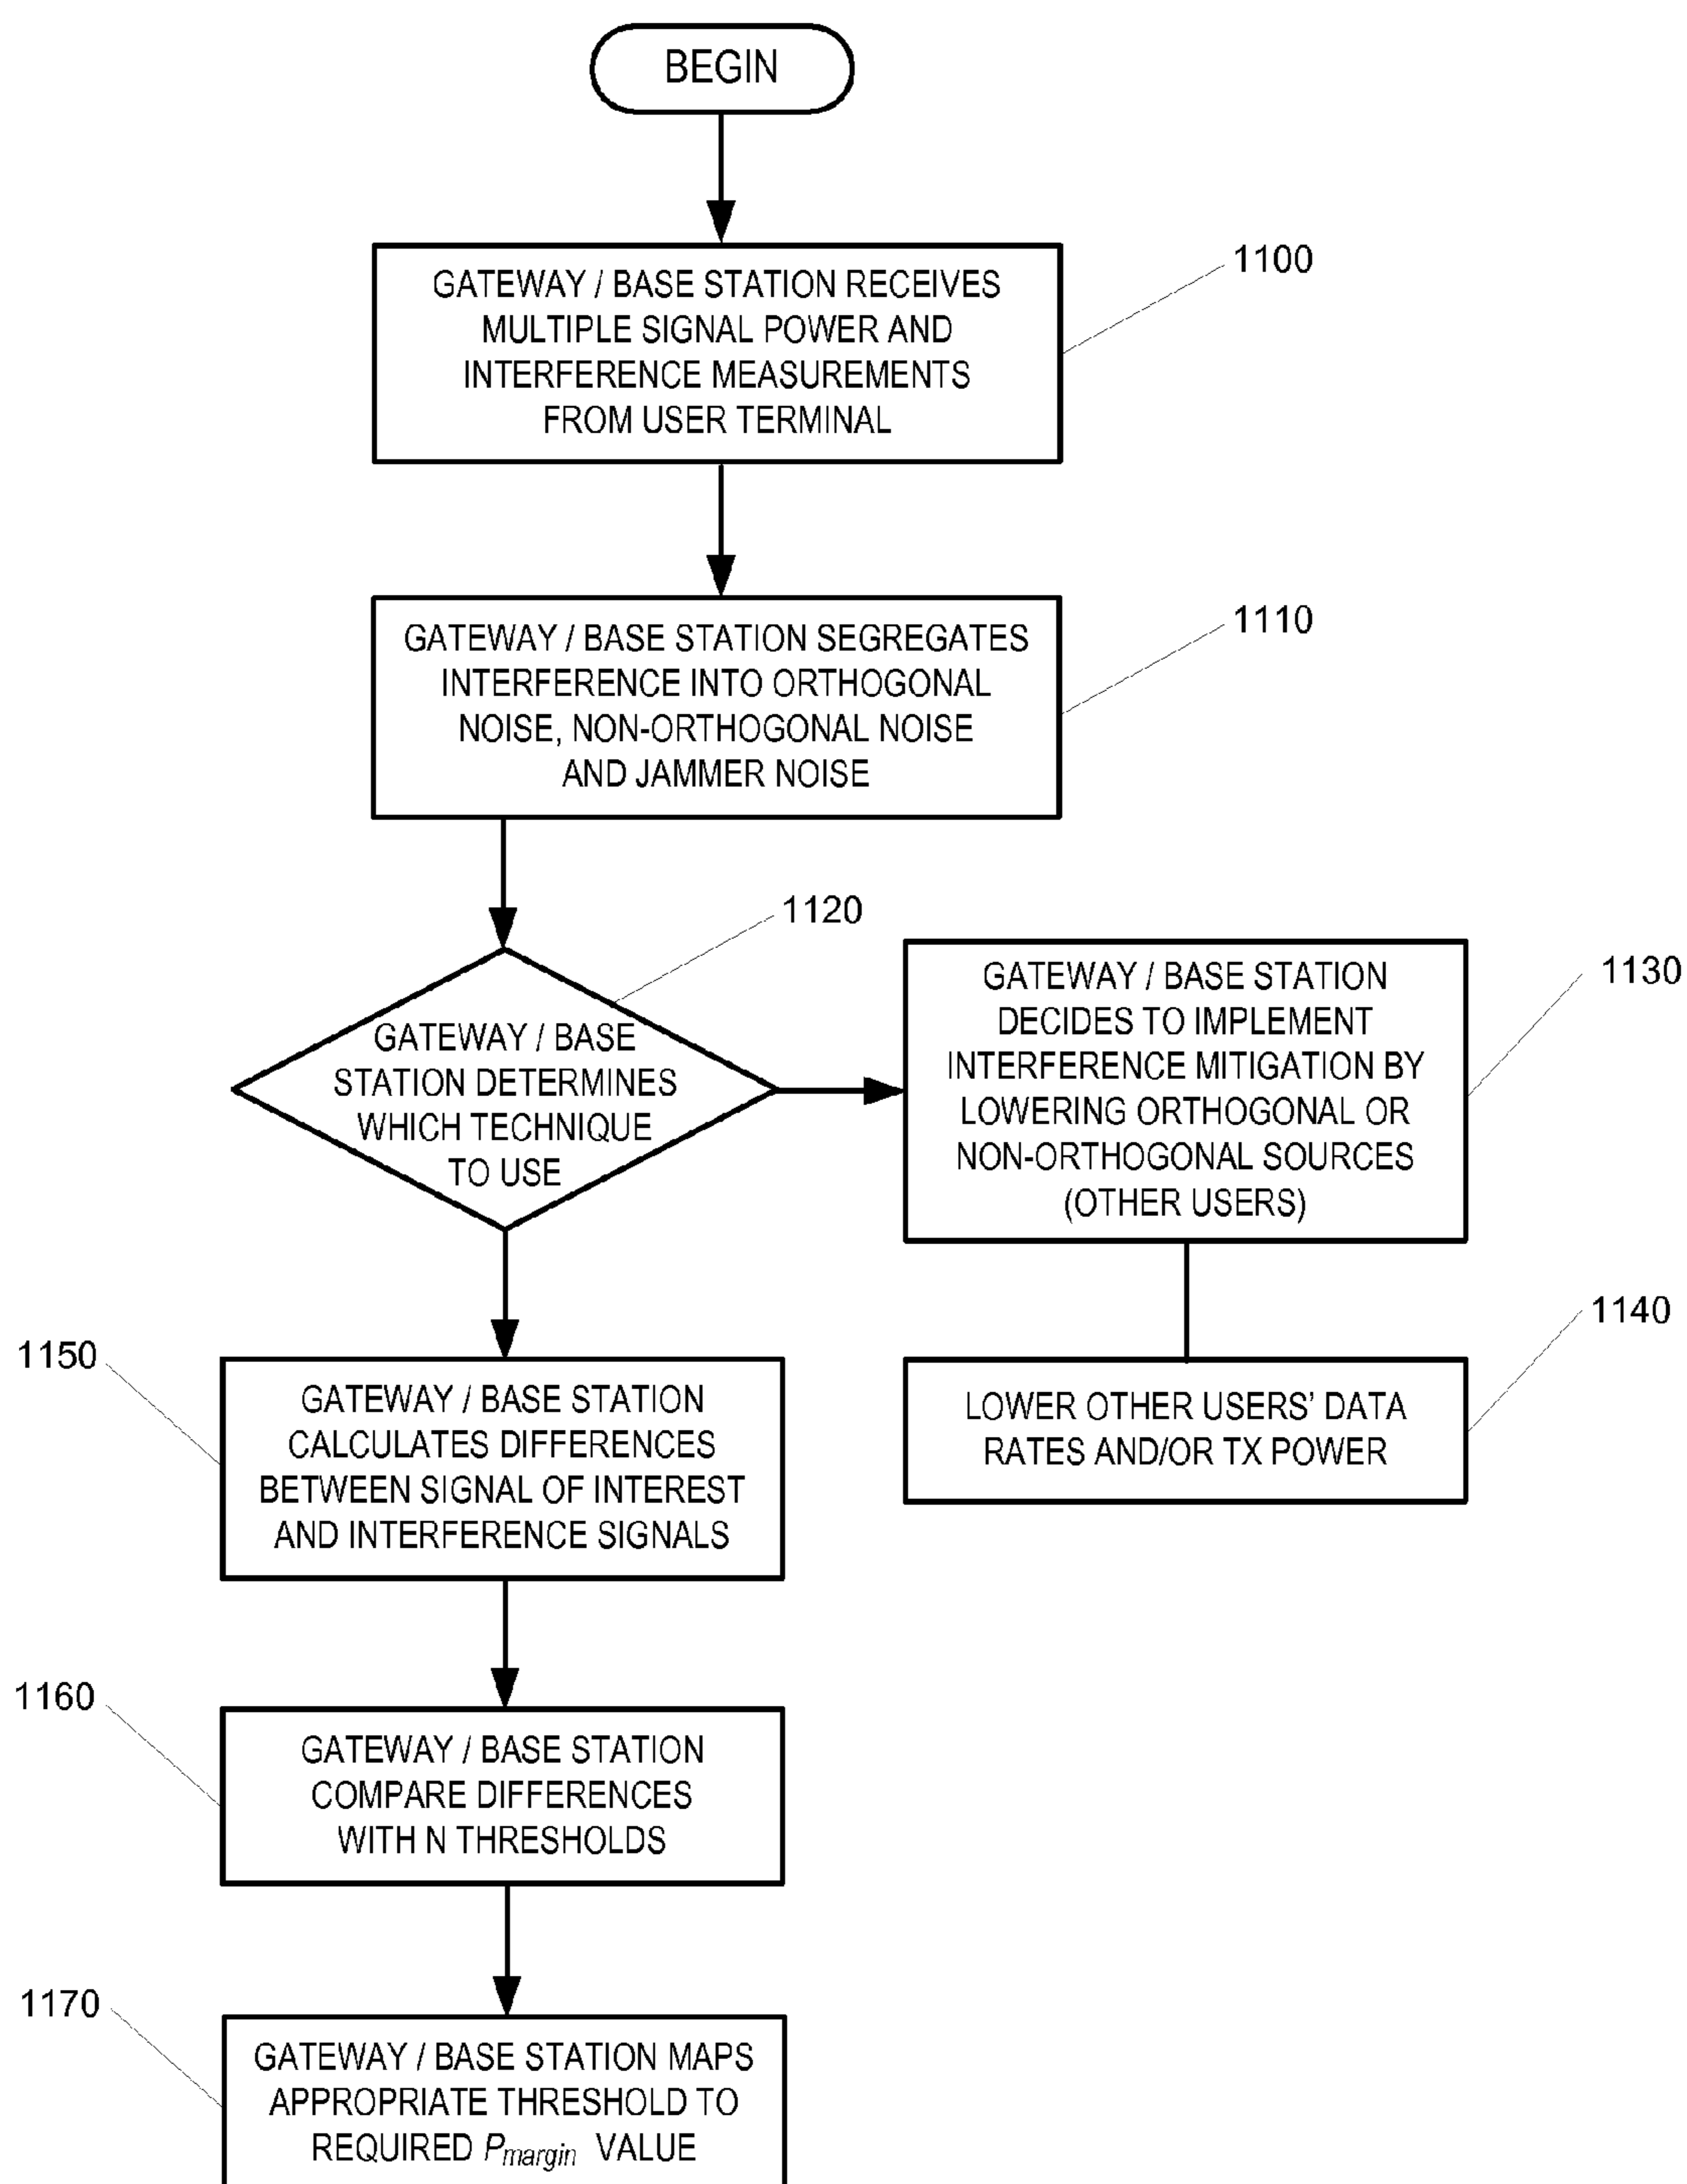 BEGIN
1100
GATEWAY / BASE STATION RECEIVES
MULTIPLE SIGNAL POWER AND
INTERFERENCE MEASUREMENTS
FROM USER TERMINAL
1110
GATEWAY / BASE STATION SEGREGATES
INTERFERENCE INTO ORTHOGONAL
NOISE, NON-ORTHOGONAL NOISE
AND JAMMER NOISE
1120
GATEWAY / BASE
STATION DETERMINES
WHICH TECHNIQUE
TO USE
1130
GATEWAY / BASE STATION
DECIDES TO IMPLEMENT
INTERFERENCE MITIGATION BY
LOWERING ORTHOGONAL OR
NON-ORTHOGONAL SOURCES
(OTHER USERS)
1140
LOWER OTHER USERS' DATA
RATES AND/OR TX POWER
1150
GATEWAY / BASE STATION
CALCULATES DIFFERENCES
BETWEEN SIGNAL OF INTEREST
AND INTERFERENCE SIGNALS
1160
GATEWAY / BASE STATION
COMPARE DIFFERENCES
WITH N THRESHOLDS
1170
GATEWAY / BASE STATION MAPS
APPROPRIATE THRESHOLD TO
REQUIRED Pmargin VALUE